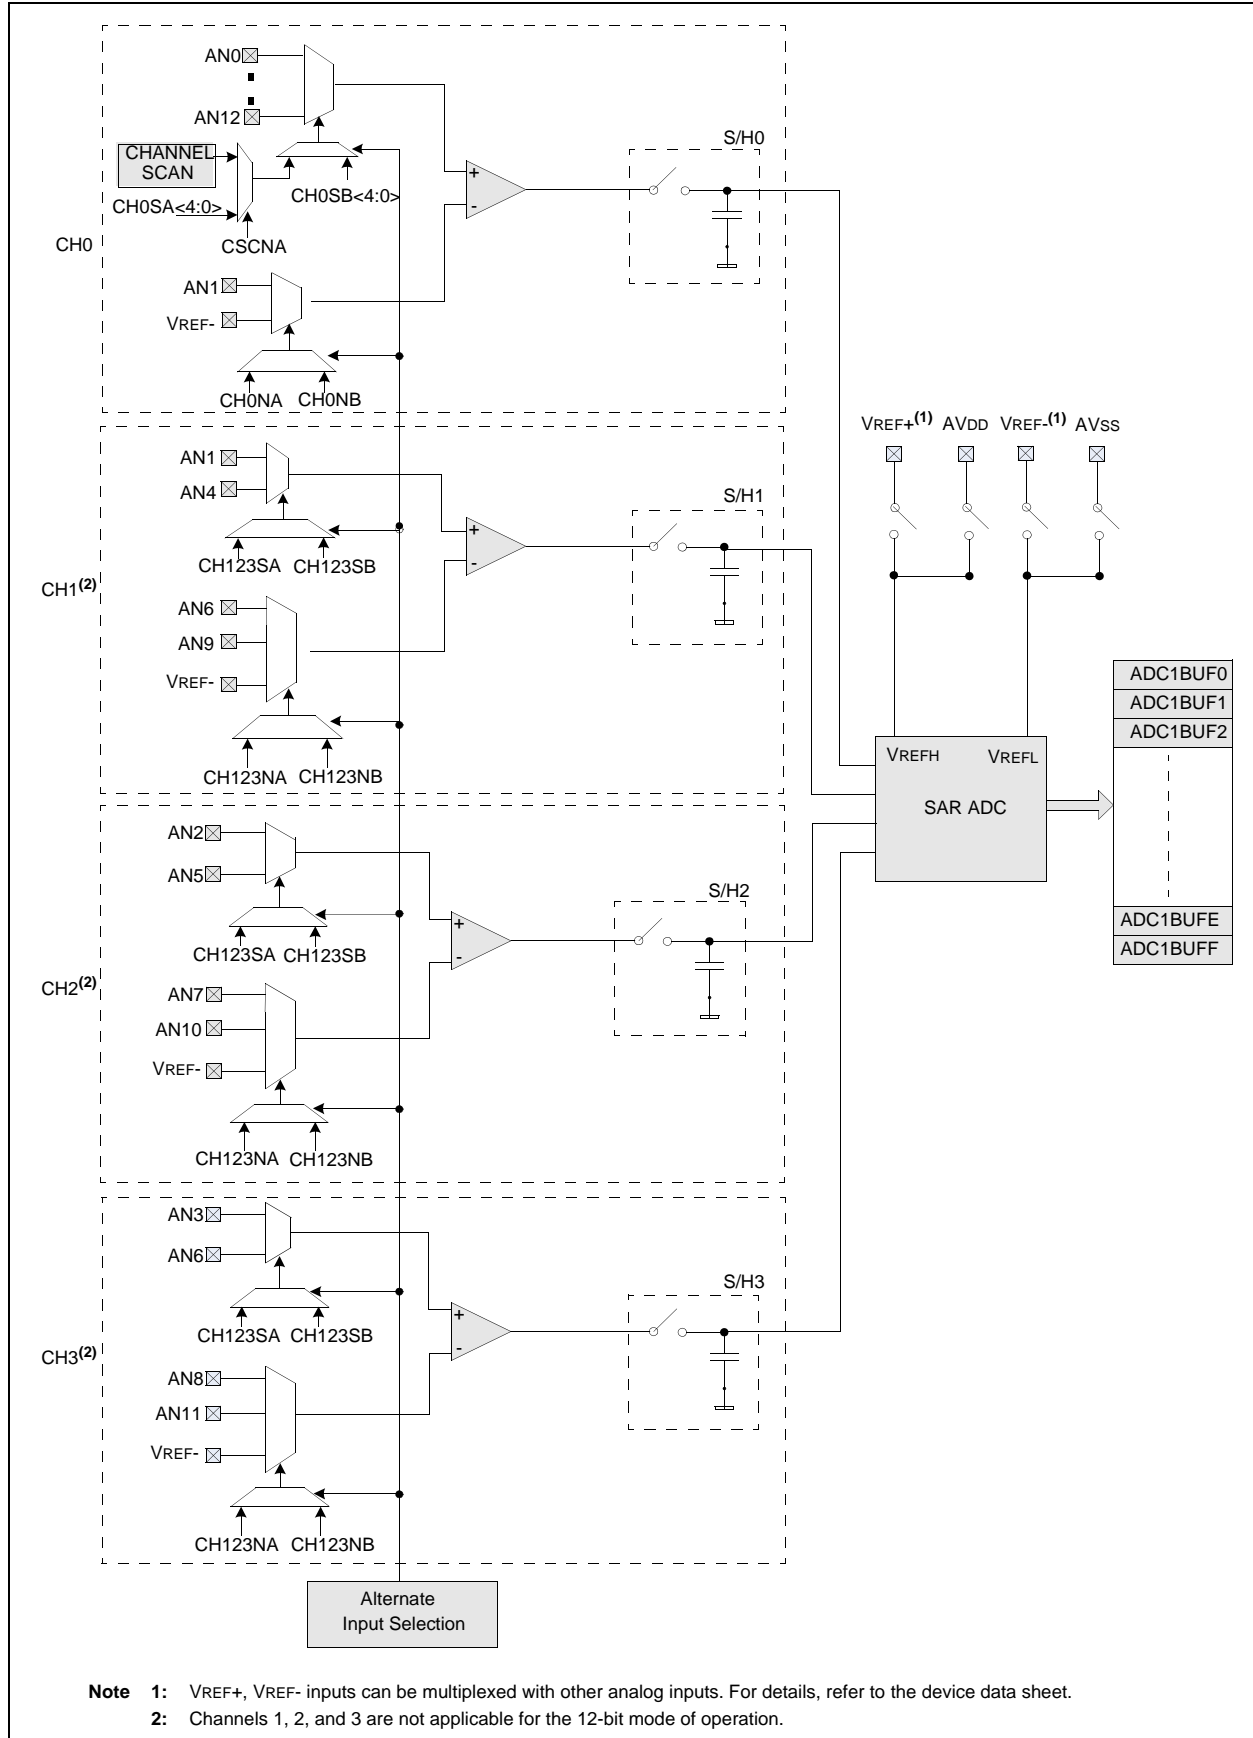 AN0
AN12
CHANNEL
SCAN
CH0SA<4:0>
CH0SB<4:0>
CSCNA
CH0
AN1
VREF-
CH0NA CH0NB
+
-
S/H0
AN1
AN4
CH123SA CH123SB
CH1(2)
AN6
AN9
VREF-
CH123NA CH123NB
+
-
S/H1
AN2
AN5
CH123SA CH123SB
CH2(2)
AN7
AN10
VREF-
CH123NA CH123NB
+
-
S/H2
AN3
AN6
CH123SA CH123SB
CH3(2)
AN8
AN11
VREF-
CH123NA CH123NB
+
-
S/H3
VREF+(1) AVDD VREF-(1) AVSS
VREFH VREFL
SAR ADC
ADC1BUF0
ADC1BUF1
ADC1BUF2
ADC1BUFE
ADC1BUFF
Alternate
Input Selection
Note 1: VREF+, VREF- inputs can be multiplexed with other analog inputs. For details, refer to the device data sheet.
2: Channels 1, 2, and 3 are not applicable for the 12-bit mode of operation.